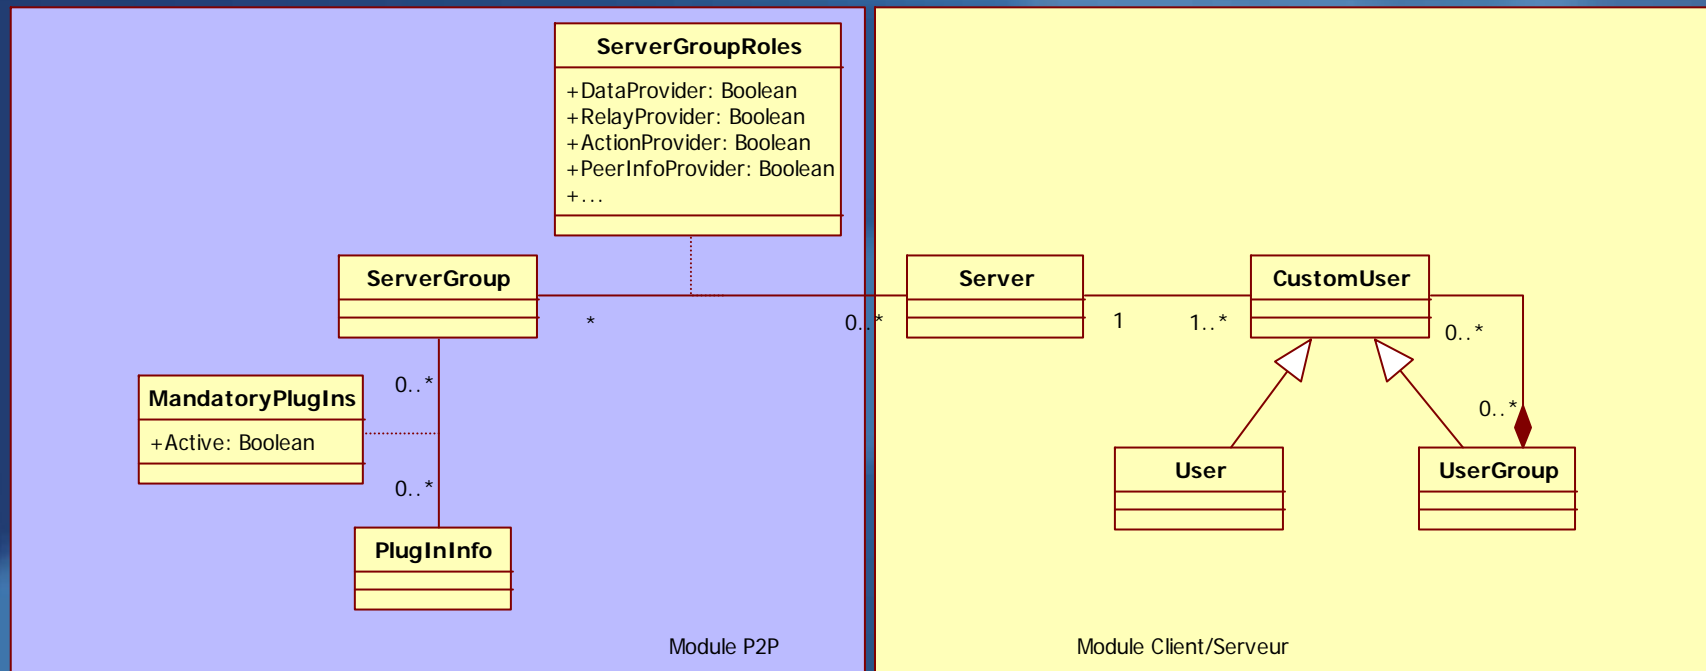 ServerGroupRoles
+DataProvider: Boolean
+RelayProvider: Boolean
+ActionProvider: Boolean
+PeerInfoProvider: Boolean
+...
ServerGroup
*
0..*
Server
1
1..*
CustomUser
0..*
0..*
MandatoryPlugIns
+Active: Boolean
0..*
0..*
PlugInInfo
User
UserGroup
Module P2P
Module Client/Serveur